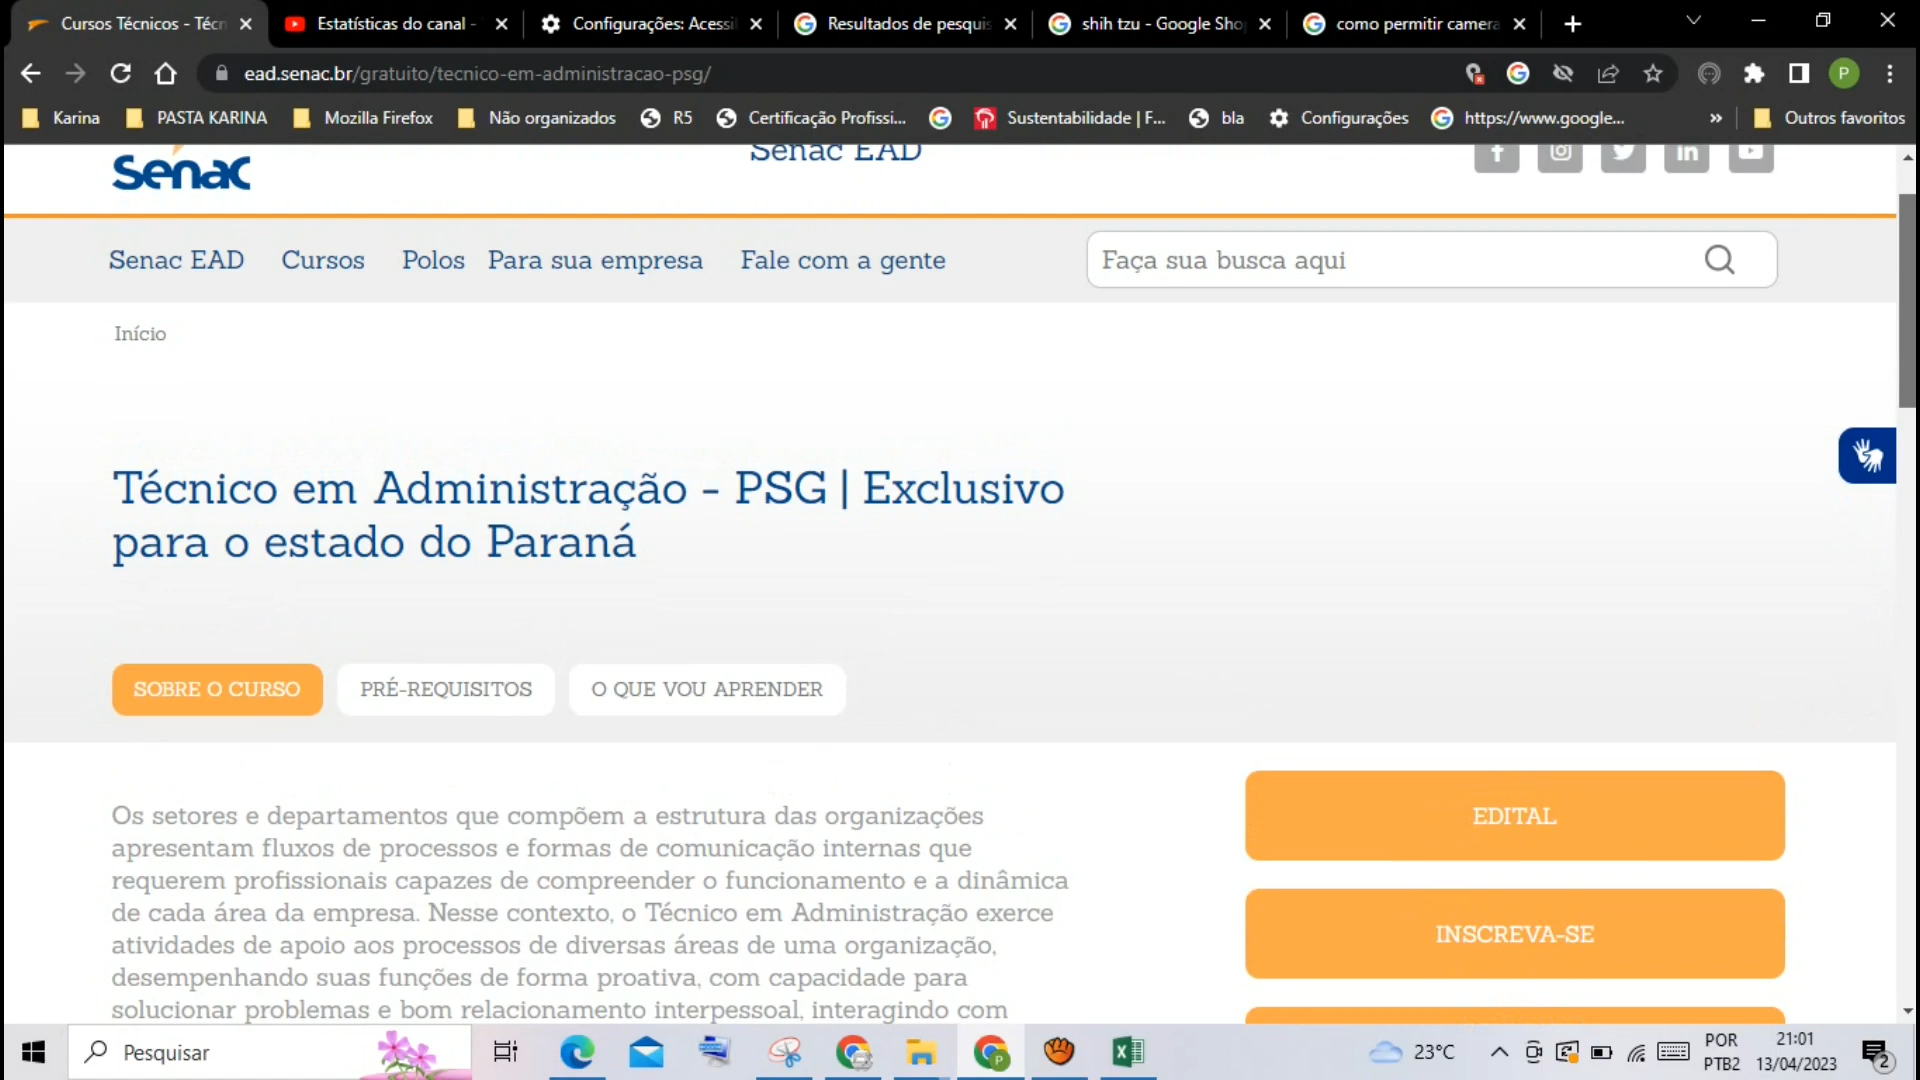 Cursos Técnicos - Técn
Estatísticas do canal -
Configurações: Acessi
Resultados de pesquis
shih tzu - Google Sho
como permitir camera
ead.senac.br/gratuito/tecnico-em-administracao-psg/
P
Karina
PASTA KARINA
Mozilla Firefox
Não organizados
R5
Certificação Profissi...
Sustentabilidade | F...
bla
Configurações
https://www.google...
»
Outros favoritos
Senac
Senac EAD
Senac EAD
Cursos
Polos
Para sua empresa
Fale com a gente
Faça sua busca aqui
Início
Técnico em Administração - PSG | Exclusivo
para o estado do Paraná
SOBRE O CURSO
PRÉ-REQUISITOS
O QUE VOU APRENDER
Os setores e departamentos que compõem a estrutura das organizações
apresentam fluxos de processos e formas de comunicação internas que
requerem profissionais capazes de compreender o funcionamento e a dinâmica
de cada área da empresa. Nesse contexto, o Técnico em Administração exerce
atividades de apoio aos processos de diversas áreas de uma organização,
desempenhando suas funções de forma proativa, com capacidade para
solucionar problemas e bom relacionamento interpessoal, interagindo com
EDITAL
INSCREVA-SE
Pesquisar
23°C
POR
PTB2
21:01
13/04/2023
2